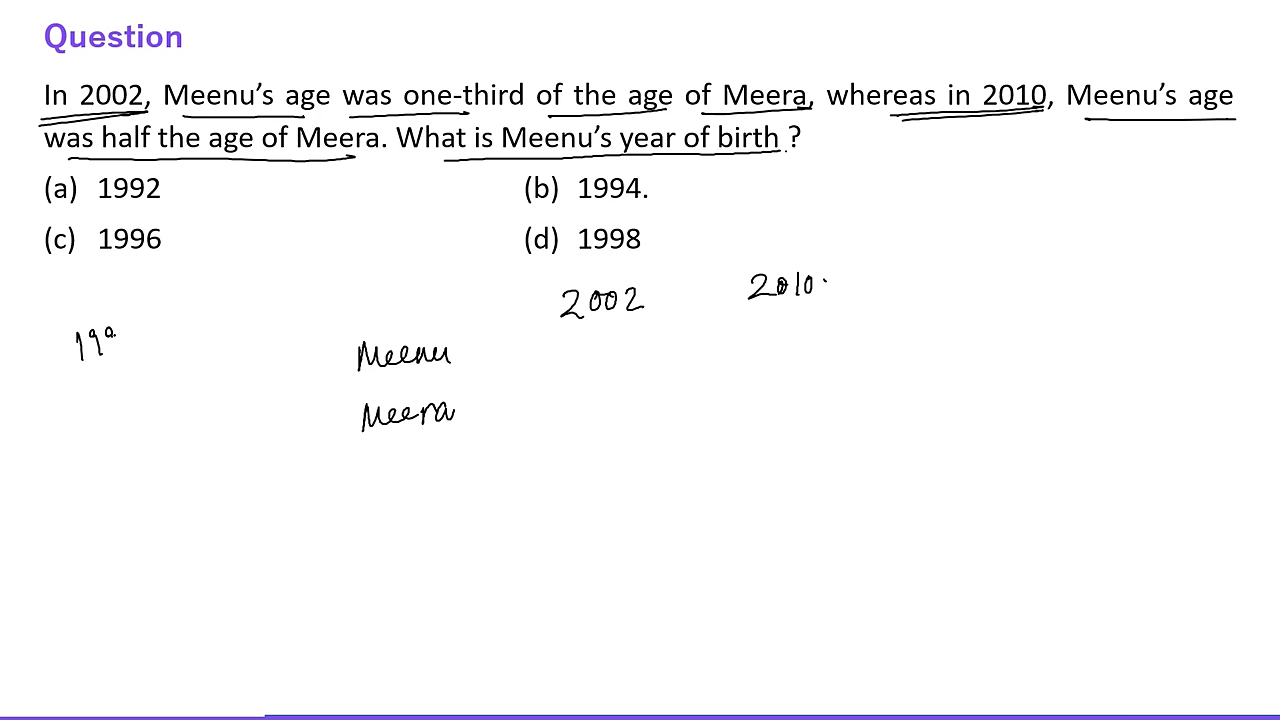 Question
In 2002, Meenu’s age was one-third of the age of Meera, whereas in 2010, Meenu’s age
was half the age of Meera. What is Meenu’s year of birth ?
(a) 1992 (b) 1994.
(c) 1996 (d) 1998
2002 2010.
Meenu
Meera